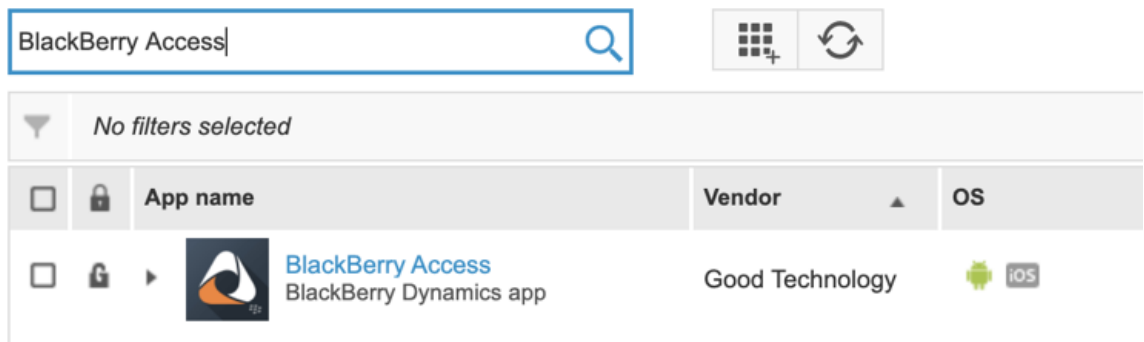 BlackBerry Access
No filters selected
App name Vendor OS
BlackBerry Access
BlackBerry Dynamics app
Good Technology
iOS